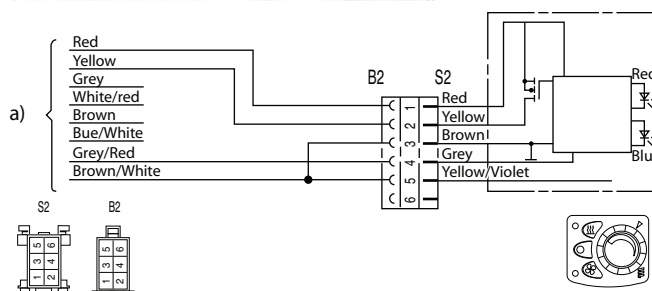 Red
Yellow
Grey
White/red
Brown
Bue/White
Grey/Red
Brown/White
a)
B2
S2
1
2
3
4
5
6
Red
Yellow
Brown
Grey
Yellow/Violet
Red
Blu
S2
B2
5 6
3 4
1 2
5 6
3 4
1 2